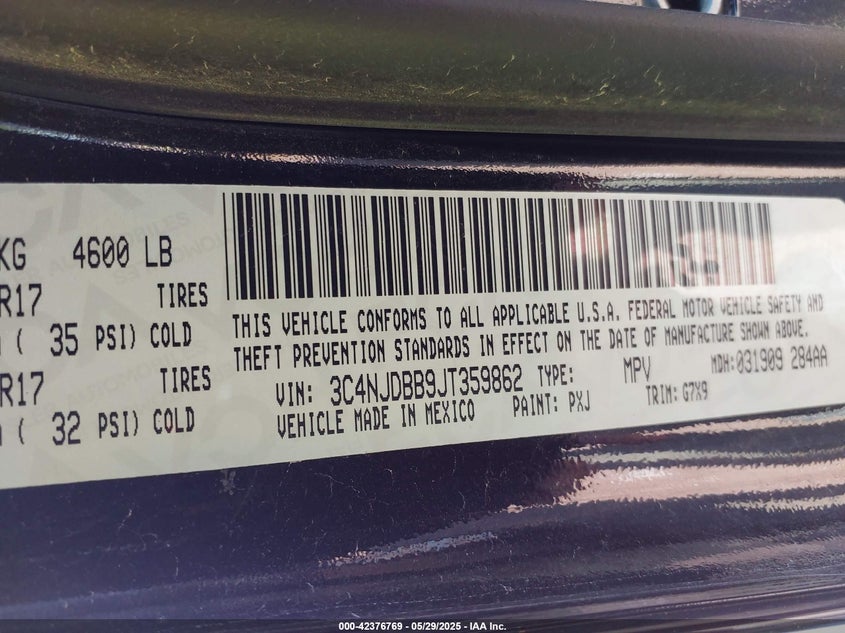 KG 4600 LB
R17 TIRES
( 35 PSI) COLD
R17 TIRES
( 32 PSI) COLD
THIS VEHICLE CONFORMS TO ALL APPLICABLE U.S.A. FEDERAL MOTOR VEHICLE SAFETY AND
THEFT PREVENTION STANDARDS IN EFFECT ON THE DATE OF MANUFACTURE SHOWN ABOVE.
VIN: 3C4NJDBB9JT359862 TYPE: MPV MDH:031909 284AA
VEHICLE MADE IN MEXICO PAINT: PXJ TRIM: G7X9
000-42376769 — 05/29/2025 — IAA Inc.